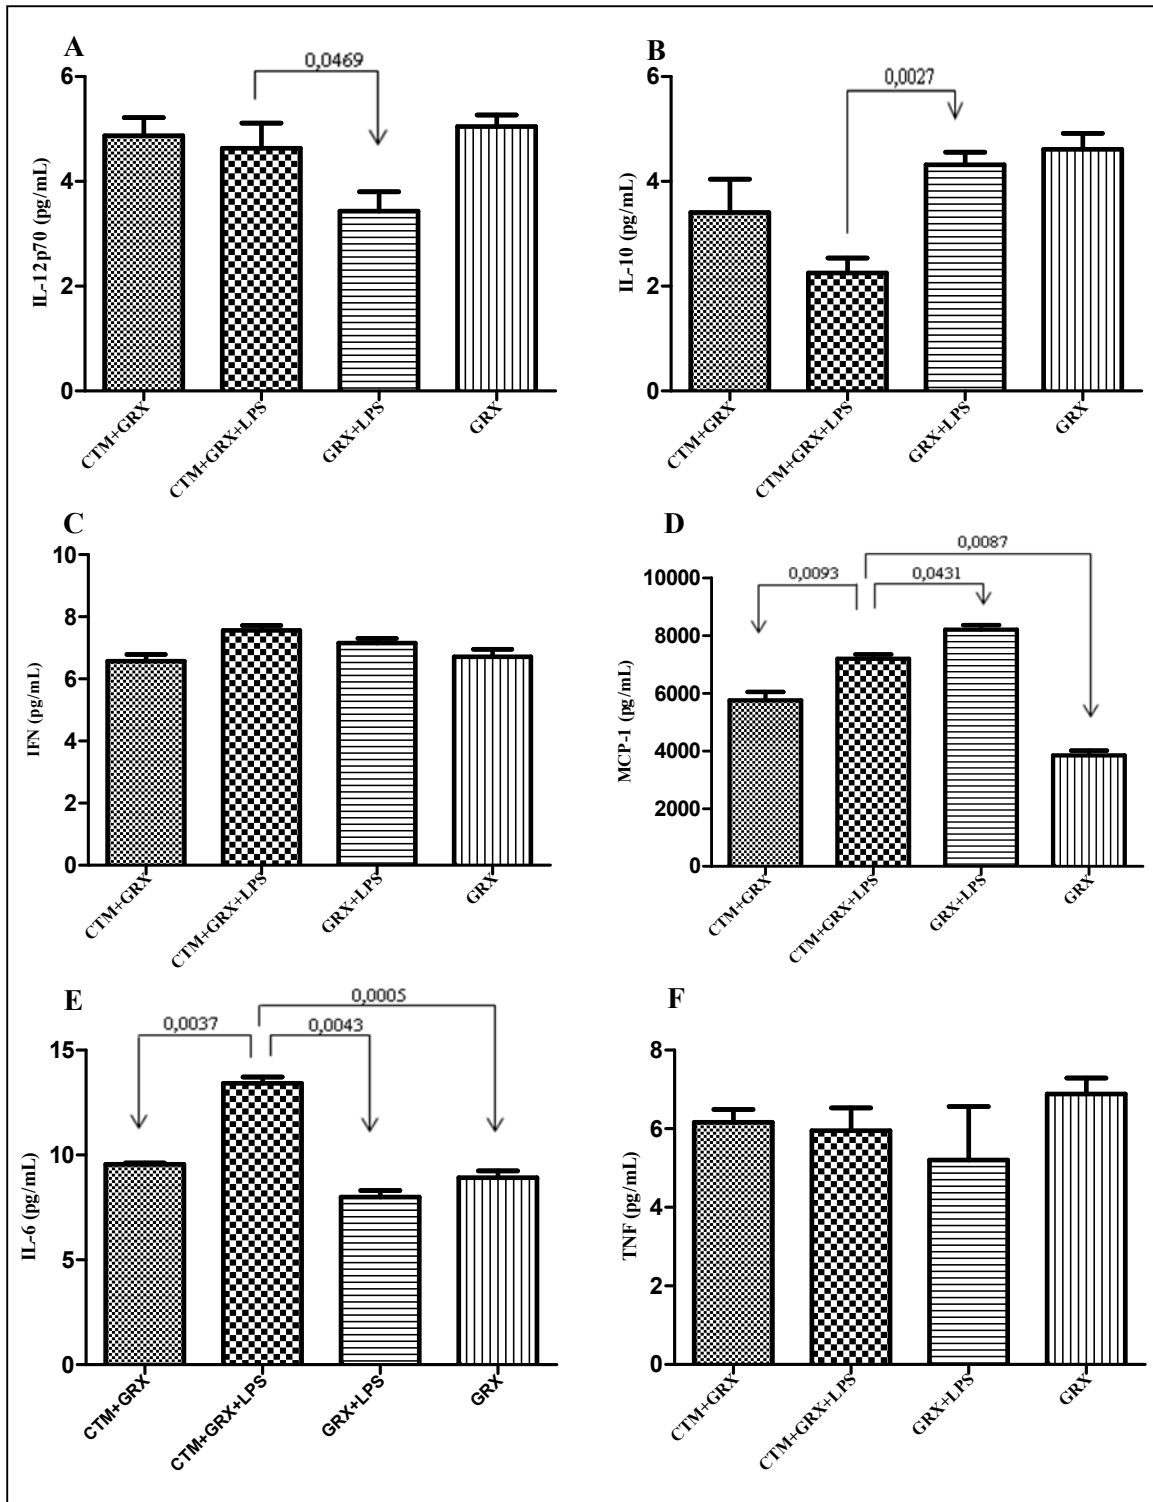 A
0,0469
6
4
2
0
IL-12p70 (pg/mL)
CTM+GRX
CTM+GRX+LPS
GRX+LPS
GRX
B
0,0027
6
4
2
0
IL-10 (pg/mL)
CTM+GRX
CTM+GRX+LPS
GRX+LPS
GRX
C
10
8
6
4
2
0
IFN (pg/mL)
CTM+GRX
CTM+GRX+LPS
GRX+LPS
GRX
D
0,0087
0,0093
0,0431
10000
8000
6000
4000
2000
0
MCP-1 (pg/mL)
CTM+GRX
CTM+GRX+LPS
GRX+LPS
GRX
E
0,0005
0,0037
0,0043
15
10
5
0
IL-6 (pg/mL)
CTM+GRX
CTM+GRX+LPS
GRX+LPS
GRX
F
8
6
4
2
0
TNF (pg/mL)
CTM+GRX
CTM+GRX+LPS
GRX+LPS
GRX